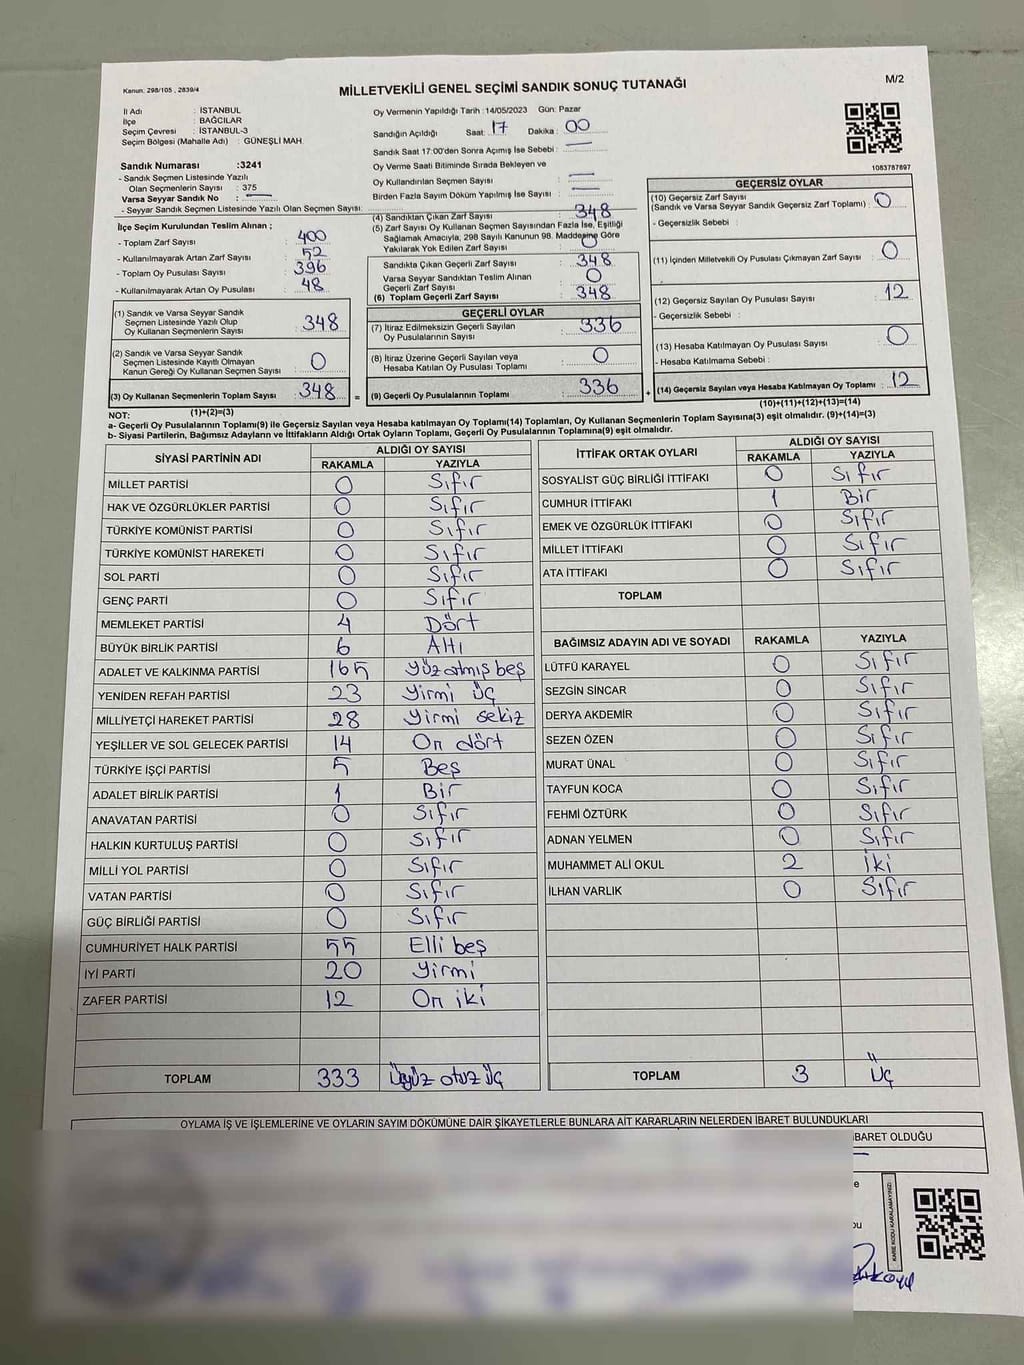 Kanun. 298/105 , 2839/4
MİLLETVEKİLİ GENEL SEÇİMİ SANDIK SONUÇ TUTANAĞI
M/2
İl Adı : İSTANBUL
İlçe : BAĞCILAR
Seçim Çevresi : İSTANBUL-3
Seçim Bölgesi (Mahalle Adı) : GÜNEŞLİ MAH.
Oy Vermenin Yapıldığı Tarih :14/05/2023 Gün: Pazar
Sandığın Açıldığı Saat: 17 Dakika : 00
Sandık Saat 17:00'den Sonra Açımış İse Sebebi : —
Oy Verme Saati Bitiminde Sırada Bekleyen ve
Oy Kullandırılan Seçmen Sayısı : —
Birden Fazla Sayım Döküm Yapılmış İse Sayısı : —
1083787897
Sandık Numarası :3241
- Sandık Seçmen Listesinde Yazılı
Olan Seçmenlerin Sayısı : 375
Varsa Seyyar Sandık No : —
- Seyyar Sandık Seçmen Listesinde Yazılı Olan Seçmen Sayısı: —
İlçe Seçim Kurulundan Teslim Alınan ;
- Toplam Zarf Sayısı : 400
- Kullanılmayarak Artan Zarf Sayısı : 52
- Toplam Oy Pusulası Sayısı : 396
- Kullanılmayarak Artan Oy Pusulası : 48
(4) Sandıktan Çıkan Zarf Sayısı : 348
(5) Zarf Sayısı Oy Kullanan Seçmen Sayısından Fazla İse, Eşitliği
Sağlamak Amacıyla, 298 Sayılı Kanunun 98. Maddesine Göre
Yakılarak Yok Edilen Zarf Sayısı : 0
Sandıkta Çıkan Geçerli Zarf Sayısı : 348
Varsa Seyyar Sandıktan Teslim Alınan
Geçerli Zarf Sayısı : 0
(6) Toplam Geçerli Zarf Sayısı : 348
GEÇERSİZ OYLAR
(10) Geçersiz Zarf Sayısı
(Sandık ve Varsa Seyyar Sandık Geçersiz Zarf Toplamı) : 0
- Geçersizlik Sebebi :
(11) İçinden Milletvekili Oy Pusulası Çıkmayan Zarf Sayısı : 0
(12) Geçersiz Sayılan Oy Pusulası Sayısı : 12
- Geçersizlik Sebebi :
(13) Hesaba Katılmayan Oy Pusulası Sayısı : 0
- Hesaba Katılmama Sebebi :
(14) Geçersiz Sayılan veya Hesaba Katılmayan Oy Toplamı : 12
(10)+(11)+(12)+(13)=(14)
(1) Sandık ve Varsa Seyyar Sandık
Seçmen Listesinde Yazılı Olup
Oy Kullanan Seçmenlerin Sayısı : 348
(2) Sandık ve Varsa Seyyar Sandık
Seçmen Listesinde Kayıtlı Olmayan
Kanun Gereği Oy Kullanan Seçmen Sayısı : 0
(3) Oy Kullanan Seçmenlerin Toplam Sayısı : 348 =
(1)+(2)=(3)
GEÇERLİ OYLAR
(7) İtiraz Edilmeksizin Geçerli Sayılan
Oy Pusulalarının Sayısı : 336
(8) İtiraz Üzerine Geçerli Sayılan veya
Hesaba Katılan Oy Pusulası Toplamı : 0
(9) Geçerli Oy Pusulalarının Toplamı : 336 +
NOT:
a- Geçerli Oy Pusulalarının Toplamı(9) ile Geçersiz Sayılan veya Hesaba katılmayan Oy Toplamı(14) Toplamları, Oy Kullanan Seçmenlerin Toplam Sayısına(3) eşit olmalıdır. (9)+(14)=(3)
b- Siyasi Partilerin, Bağımsız Adayların ve İttifakların Aldığı Ortak Oyların Toplamı, Geçerli Oy Pusulalarının Toplamına(9) eşit olmalıdır.
SİYASİ PARTİNİN ADI ALDIĞI OY SAYISI
RAKAMLA YAZIYLA
MİLLET PARTİSİ 0 Sıfır
HAK VE ÖZGÜRLÜKLER PARTİSİ 0 Sıfır
TÜRKİYE KOMÜNİST PARTİSİ 0 Sıfır
TÜRKİYE KOMÜNİST HAREKETİ 0 Sıfır
SOL PARTİ 0 Sıfır
GENÇ PARTİ 0 Sıfır
MEMLEKET PARTİSİ 4 Dört
BÜYÜK BİRLİK PARTİSİ 6 Altı
ADALET VE KALKINMA PARTİSİ 165 Yüz atmış beş
YENİDEN REFAH PARTİSİ 23 Yirmi üç
MİLLİYETÇİ HAREKET PARTİSİ 28 Yirmi sekiz
YEŞİLLER VE SOL GELECEK PARTİSİ 14 On dört
TÜRKİYE İŞÇİ PARTİSİ 5 Beş
ADALET BİRLİK PARTİSİ 1 Bir
ANAVATAN PARTİSİ 0 Sıfır
HALKIN KURTULUŞ PARTİSİ 0 Sıfır
MİLLİ YOL PARTİSİ 0 Sıfır
VATAN PARTİSİ 0 Sıfır
GÜÇ BİRLİĞİ PARTİSİ 0 Sıfır
CUMHURİYET HALK PARTİSİ 55 Elli beş
İYİ PARTİ 20 Yirmi
ZAFER PARTİSİ 12 On iki
TOPLAM 333 Üçyüz otuz üç
İTTİFAK ORTAK OYLARI ALDIĞI OY SAYISI
RAKAMLA YAZIYLA
SOSYALİST GÜÇ BİRLİĞİ İTTİFAKI 0 Sıfır
CUMHUR İTTİFAKI 1 Bir
EMEK VE ÖZGÜRLÜK İTTİFAKI 0 Sıfır
MİLLET İTTİFAKI 0 Sıfır
ATA İTTİFAKI 0 Sıfır
TOPLAM
BAĞIMSIZ ADAYIN ADI VE SOYADI RAKAMLA YAZIYLA
LÜTFÜ KARAYEL 0 Sıfır
SEZGİN SİNCAR 0 Sıfır
DERYA AKDEMİR 0 Sıfır
SEZEN ÖZEN 0 Sıfır
MURAT ÜNAL 0 Sıfır
TAYFUN KOCA 0 Sıfır
FEHMİ ÖZTÜRK 0 Sıfır
ADNAN YELMEN 0 Sıfır
MUHAMMET ALİ OKUL 2 İki
İLHAN VARLIK 0 Sıfır
TOPLAM 3 Üç
OYLAMA İŞ VE İŞLEMLERİNE VE OYLARIN SAYIM DÖKÜMÜNE DAİR ŞİKAYETLERLE BUNLARA AİT KARARLARIN NELERDEN İBARET BULUNDUKLARI
İBARET OLDUĞU
KARE KODU KARALAMAYINIZ!